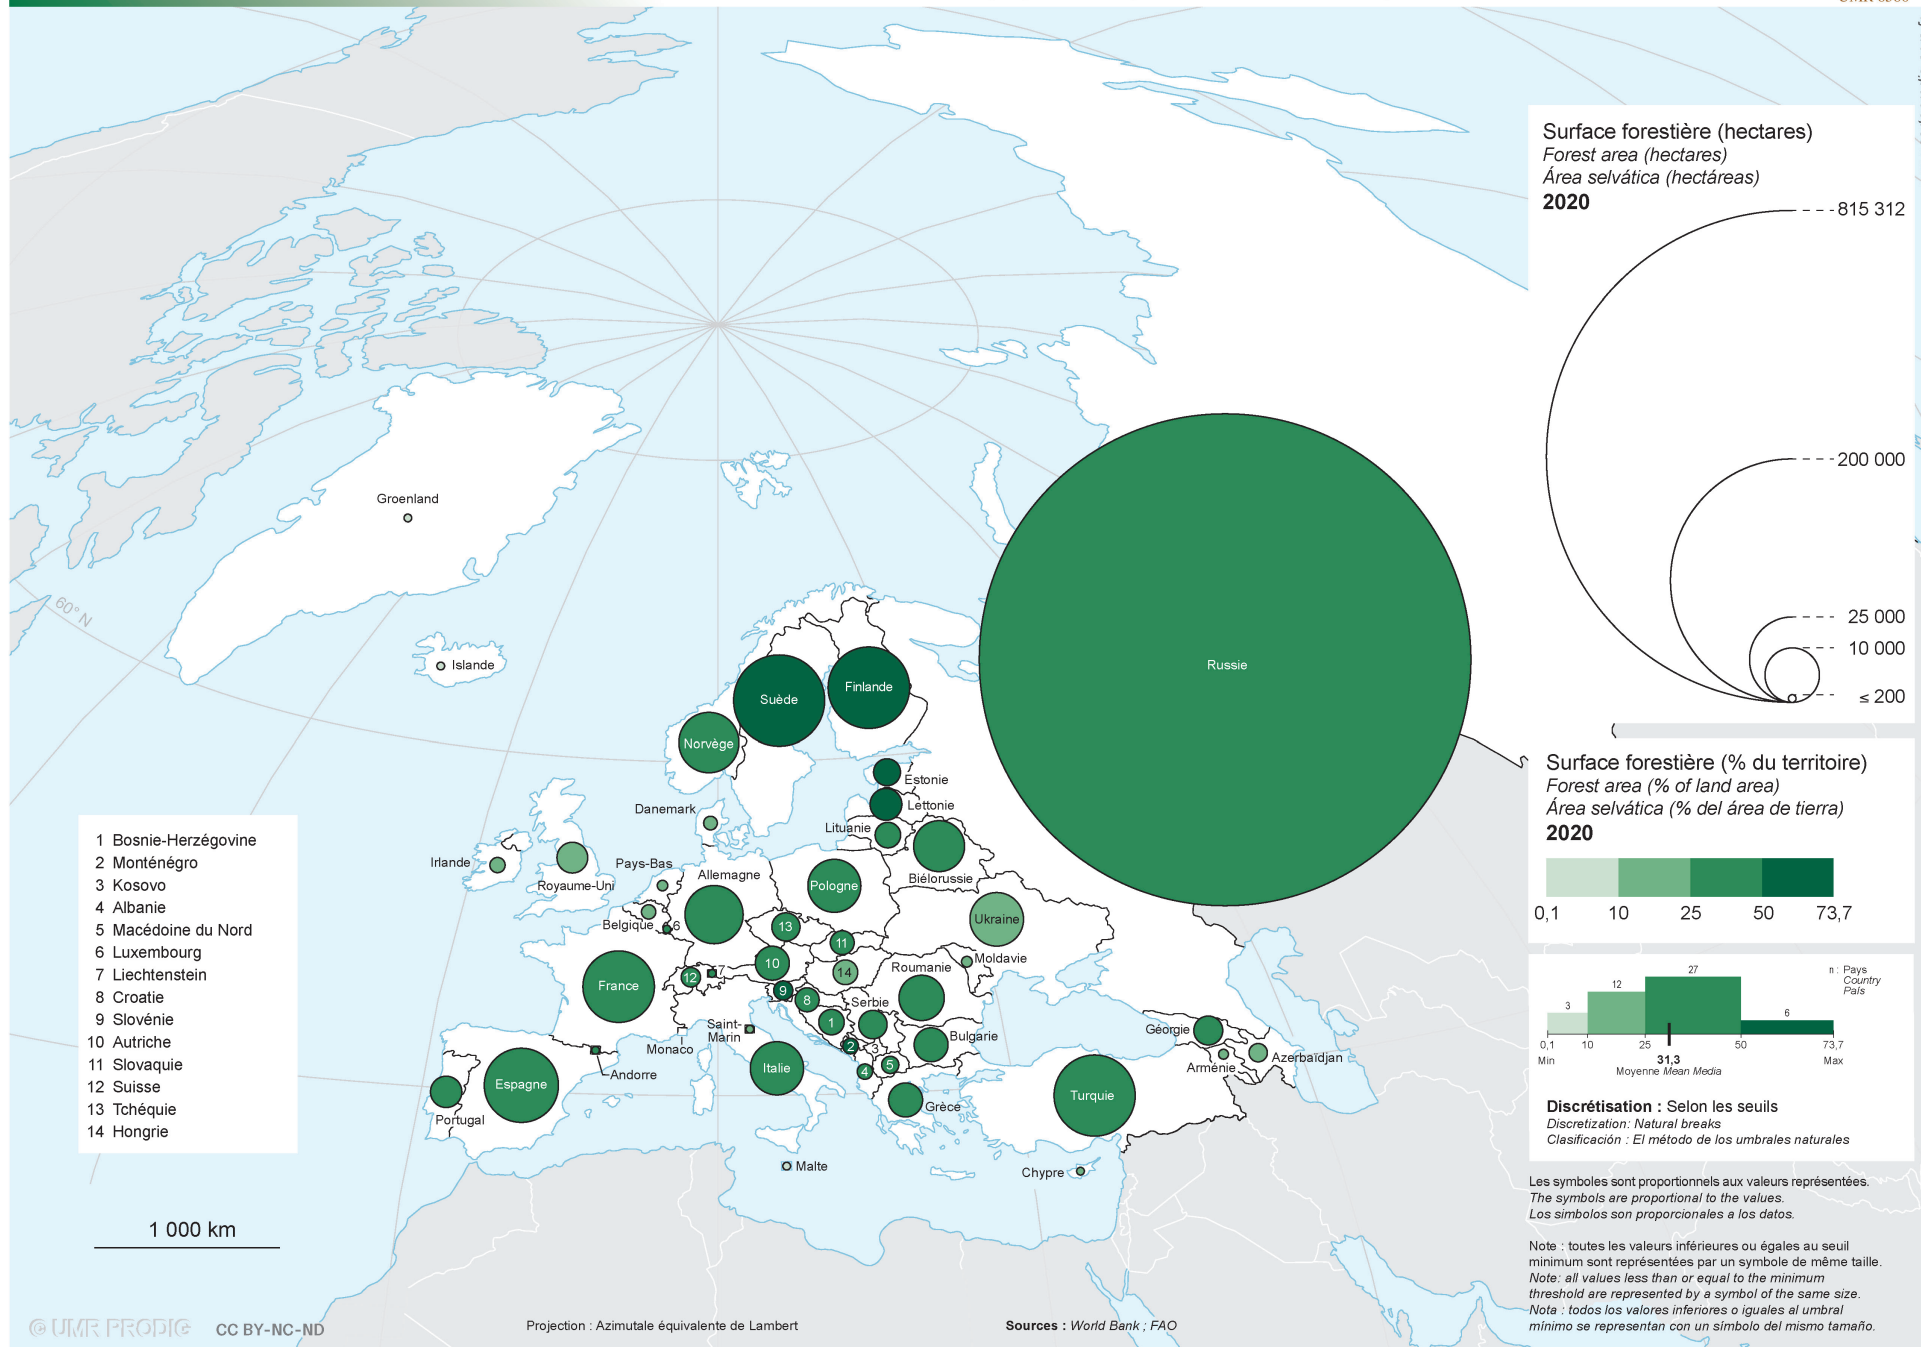 Surface forestière (hectares)
Forest area (hectares)
Área selvática (hectáreas)
2020
815 312
200 000
25 000
10 000
≤ 200
Groenland
60° N
Islande
Russie
Suède
Finlande
Norvège
Estonie
Lettonie
Danemark
Lituanie
Irlande
Royaume-Uni
Pays-Bas
Allemagne
Pologne
Biélorussie
Belgique
6
13
11
Ukraine
Moldavie
France
12
7
10
14
Roumanie
9
8
Serbie
1
Saint-
Marin
Monaco
2
3
Bulgarie
Géorgie
Azerbaïdjan
Arménie
Andorre
Italie
4
5
Espagne
Portugal
Grèce
Turquie
Malte
Chypre
Surface forestière (% du territoire)
Forest area (% of land area)
Área selvática (% del área de tierra)
2020
0,1 10 25 50 73,7
1 Bosnie-Herzégovine
2 Monténégro
3 Kosovo
4 Albanie
5 Macédoine du Nord
6 Luxembourg
7 Liechtenstein
8 Croatie
9 Slovénie
10 Autriche
11 Slovaquie
12 Suisse
13 Tchéquie
14 Hongrie
n : Pays
Country
País
3 12 27 6
0,1 10 25 50 73,7
Min Max
31,3
Moyenne Mean Media
Discrétisation : Selon les seuils
Discretization: Natural breaks
Clasificación : El método de los umbrales naturales
Les symboles sont proportionnels aux valeurs représentées.
The symbols are proportional to the values.
Los simbolos son proporcionales a los datos.
Note : toutes les valeurs inférieures ou égales au seuil
minimum sont représentées par un symbole de même taille.
Note: all values less than or equal to the minimum
threshold are represented by a symbol of the same size.
Nota : todos los valores inferiores o iguales al umbral
mínimo se representan con un símbolo del mismo tamaño.
1 000 km
© UMR PRODIG CC BY-NC-ND
Projection : Azimutale équivalente de Lambert
Sources : World Bank ; FAO